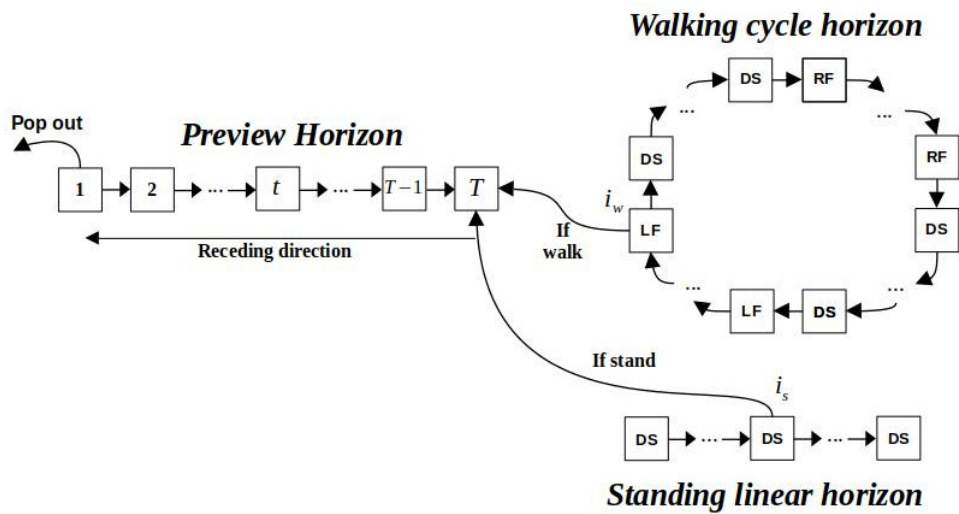 Walking cycle horizon
DS
RF
...
...
Pop out
Preview Horizon
DS
RF
1
2
...
t
...
T−1
T
i_w
LF
DS
If
walk
Receding direction
...
...
LF
DS
If stand
i_s
DS
...
DS
...
DS
Standing linear horizon